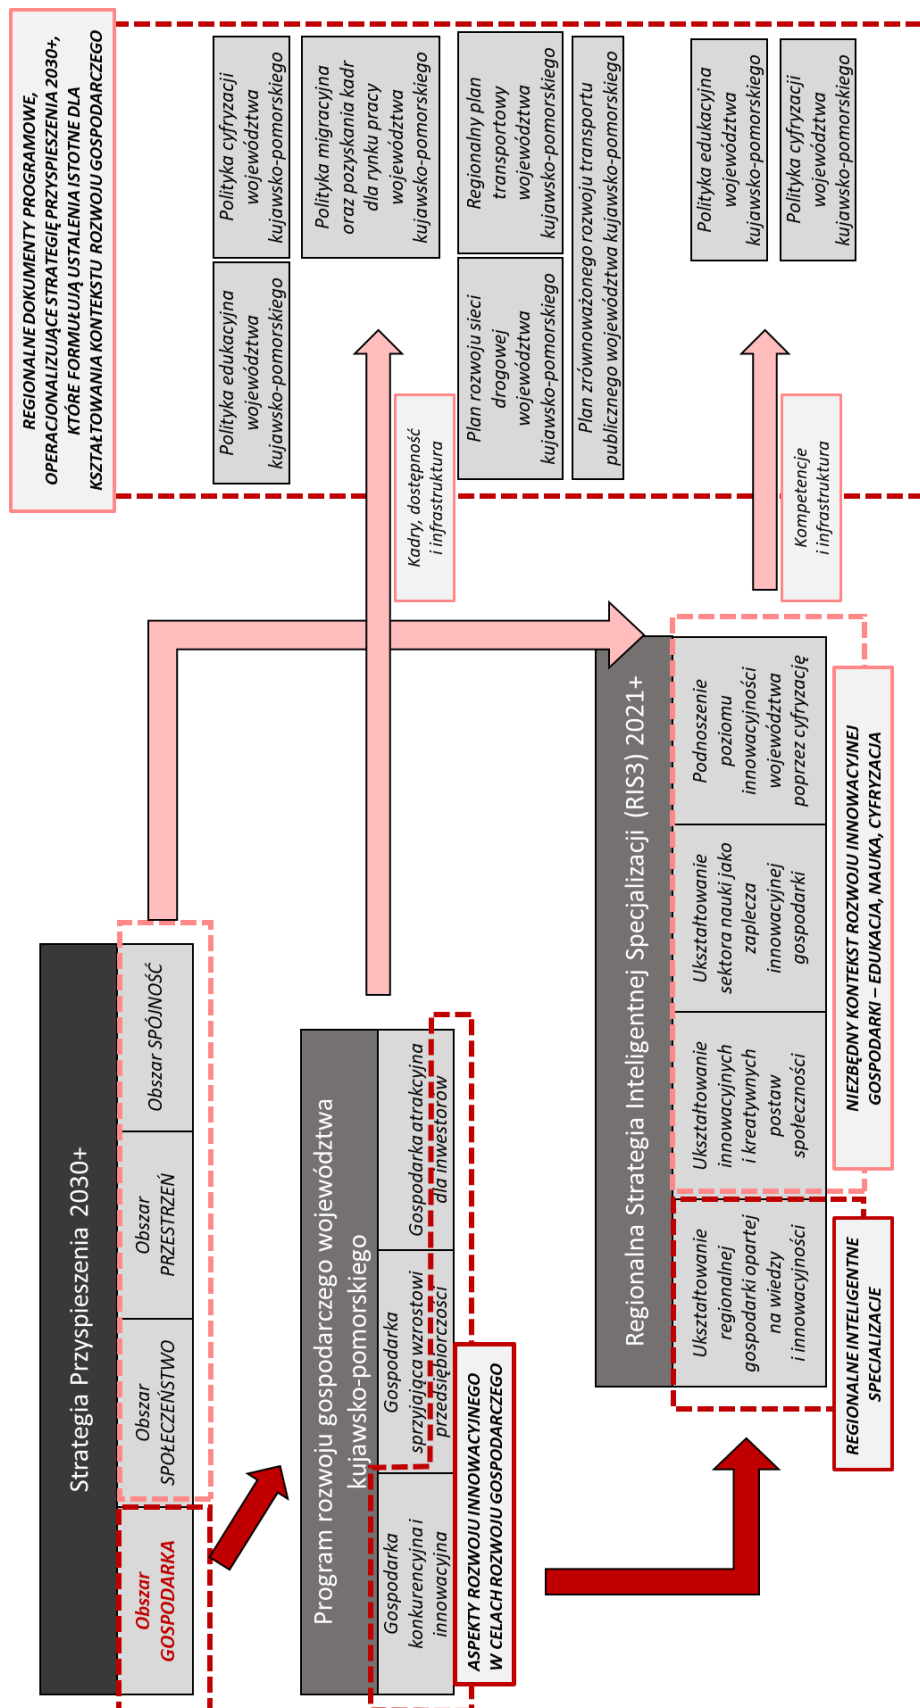 Strategia Przyspieszenia 2030+
Obszar
GOSPODARKA
Obszar
SPOŁECZEŃSTWO
Obszar
PRZESTRZEŃ
Obszar SPÓJNOŚĆ
Program rozwoju gospodarczego województwa
kujawsko-pomorskiego
Gospodarka
konkurencyjna i
innowacyjna
Gospodarka
sprzyjająca wzrostowi
przedsiębiorczości
Gospodarka atrakcyjna
dla inwestorów
ASPEKTY ROZWOJU INNOWACYJNEGO
W CELACH ROZWOJU GOSPODARCZEGO
Regionalna Strategia Inteligentnej Specjalizacji (RIS3) 2021+
Ukształtowanie
regionalnej
gospodarki opartej
na wiedzy
i innowacyjności
Ukształtowanie
innowacyjnych
i kreatywnych
postaw
społeczności
Ukształtowanie
sektora nauki jako
zaplecza
innowacyjnej
gospodarki
Podnoszenie
poziomu
innowacyjności
województwa
poprzez cyfryzację
REGIONALNE INTELIGENTNE
SPECJALIZACJE
NIEZBĘDNY KONTEKST ROZWOJU INNOWACYJNEJ
GOSPODARKI – EDUKACJA, NAUKA, CYFRYZACJA
REGIONALNE DOKUMENTY PROGRAMOWE,
OPERACJONALIZUJĄCE STRATEGIĘ PRZYSPIESZENIA 2030+,
KTÓRE FORMUŁUJĄ USTALENIA ISTOTNE DLA
KSZTAŁTOWANIA KONTEKSTU ROZWOJU GOSPODARCZEGO
Polityka edukacyjna
województwa
kujawsko-pomorskiego
Polityka cyfryzacji
województwa
kujawsko-pomorskiego
Polityka migracyjna
oraz pozyskania kadr
dla rynku pracy
województwa
kujawsko-pomorskiego
Kadry, dostępność
i infrastruktura
Plan rozwoju sieci
drogowej
województwa
kujawsko-pomorskiego
Regionalny plan
transportowy
województwa
kujawsko-pomorskiego
Plan zrównoważonego rozwoju transportu
publicznego województwa kujawsko-pomorskiego
Polityka edukacyjna
województwa
kujawsko-pomorskiego
Polityka cyfryzacji
województwa
kujawsko-pomorskiego
Kompetencje
i infrastruktura